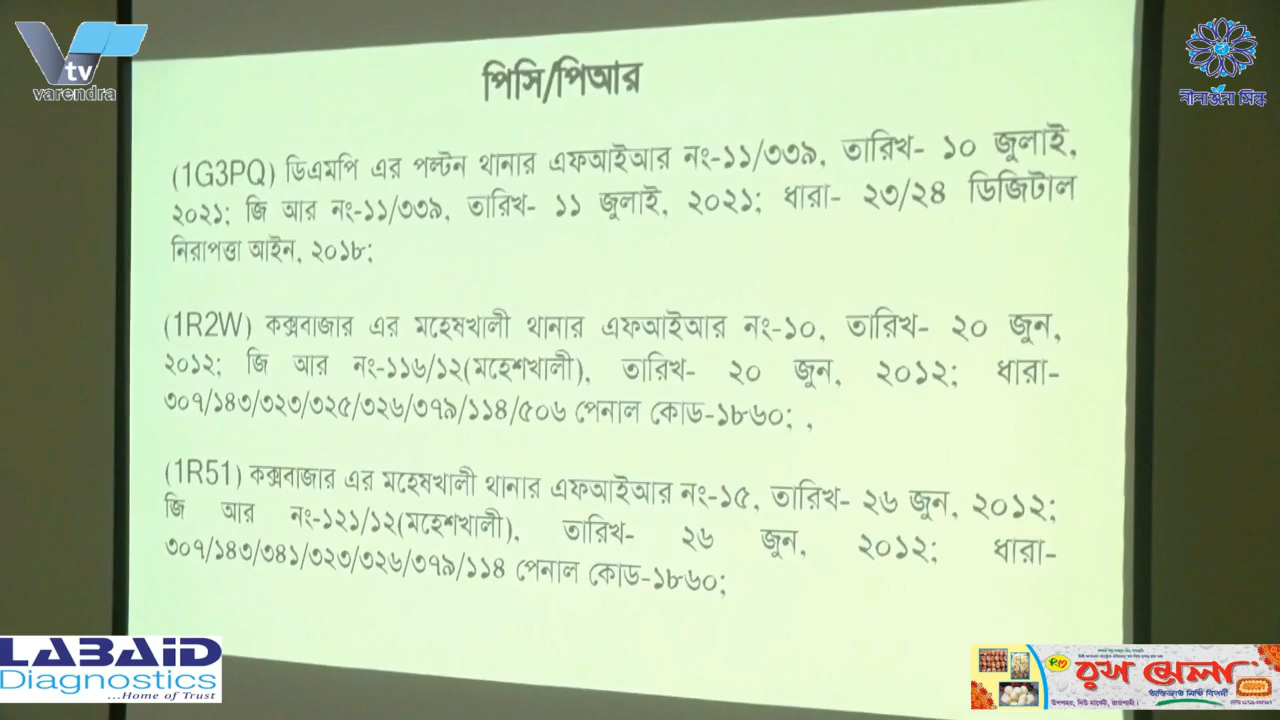 V
tv
varendra
নীলাঞ্জনা সিল্ক
পিসি/পিআর
(1G3PQ) ডিএমপি এর পল্টন থানার এফআইআর নং-১১/৩৩৯, তারিখ- ১০ জুলাই,
২০২১; জি আর নং-১১/৩৩৯, তারিখ- ১১ জুলাই, ২০২১; ধারা- ২৩/২৪ ডিজিটাল
নিরাপত্তা আইন, ২০১৮;
(1R2W) কক্সবাজার এর মহেষখালী থানার এফআইআর নং-১০, তারিখ- ২০ জুন,
২০১২; জি আর নং-১১৬/১২(মহেশখালী), তারিখ- ২০ জুন, ২০১২; ধারা-
৩০৭/১৪৩/৩২৩/৩২৫/৩২৬/৩৭৯/১১৪/৫০৬ পেনাল কোড-১৮৬০; ,
(1R51) কক্সবাজার এর মহেষখালী থানার এফআইআর নং-১৫, তারিখ- ২৬ জুন, ২০১২;
জি আর নং-১২১/১২(মহেশখালী), তারিখ- ২৬ জুন, ২০১২; ধারা-
৩০৭/১৪৩/৩৪১/৩২৩/৩২৬/৩৭৯/১১৪ পেনাল কোড-১৮৬০;
LABAID
Diagnostics
...Home of Trust
উপশহর, নিউ মার্কেট, রাজশাহী।